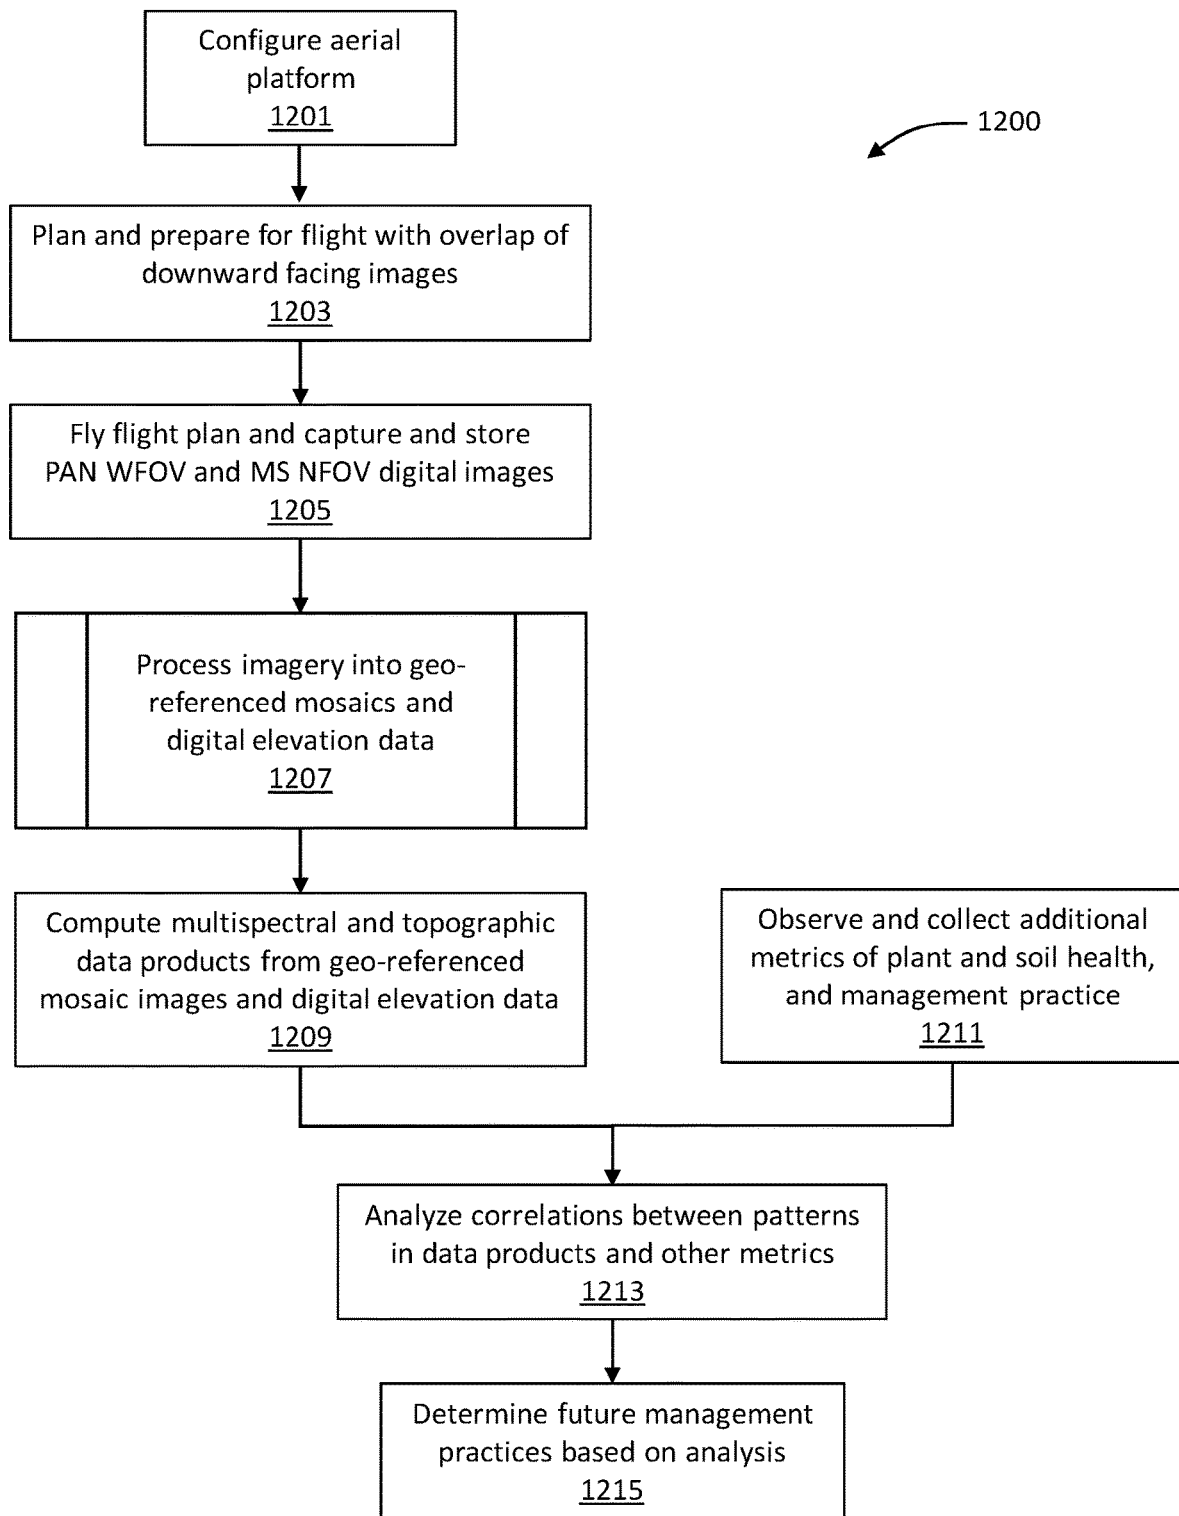 Configure aerial
platform
1201
1200
Plan and prepare for flight with overlap of
downward facing images
1203
Fly flight plan and capture and store
PAN WFOV and MS NFOV digital images
1205
Process imagery into geo-
referenced mosaics and
digital elevation data
1207
Compute multispectral and topographic
data products from geo-referenced
mosaic images and digital elevation data
1209
Observe and collect additional
metrics of plant and soil health,
and management practice
1211
Analyze correlations between patterns
in data products and other metrics
1213
Determine future management
practices based on analysis
1215